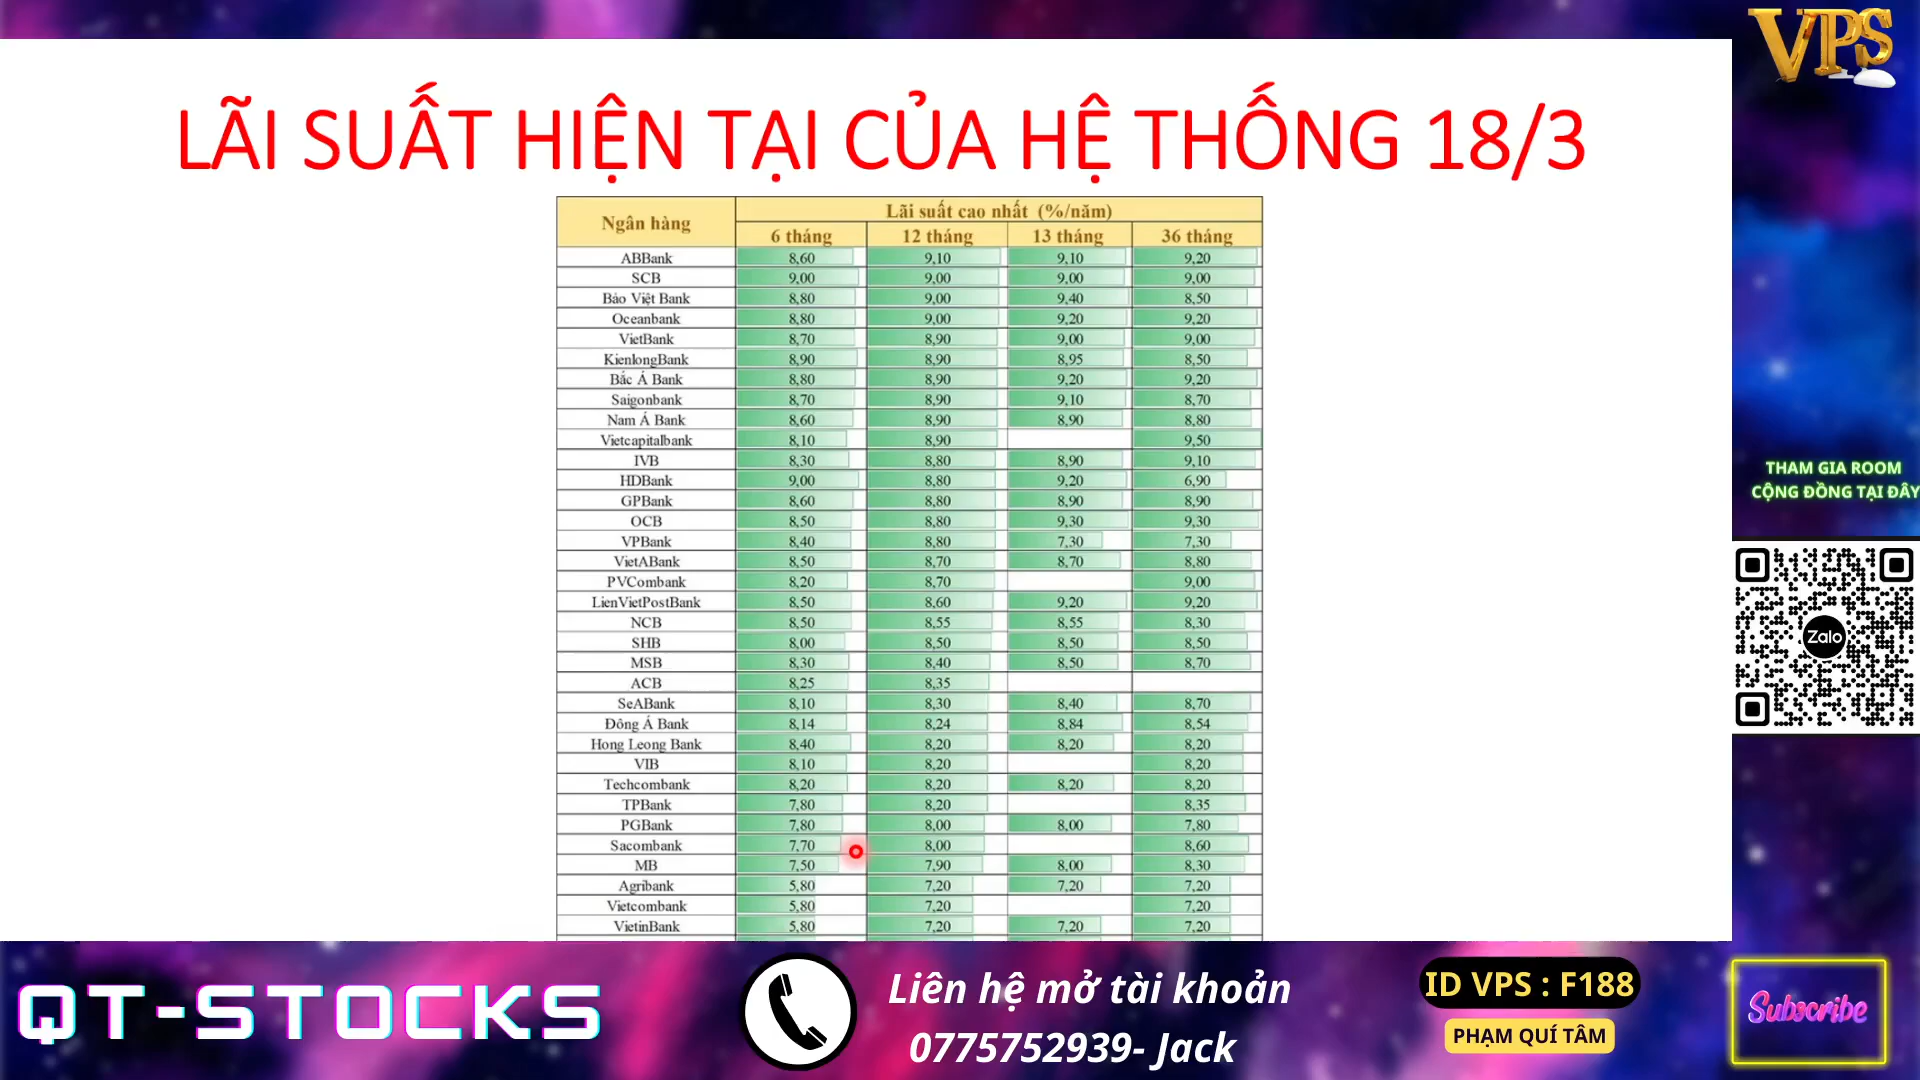 VPS
LÃI SUẤT HIỆN TẠI CỦA HỆ THỐNG 18/3
Ngân hàng Lãi suất cao nhất (%/năm)
6 tháng 12 tháng 13 tháng 36 tháng
ABBank 8,60 9,10 9,10 9,20
SCB 9,00 9,00 9,00 9,00
Bảo Việt Bank 8,80 9,00 9,40 8,50
Oceanbank 8,80 9,00 9,20 9,20
VietBank 8,70 8,90 9,00 9,00
KienlongBank 8,90 8,90 8,95 8,50
Bắc Á Bank 8,80 8,90 9,20 9,20
Saigonbank 8,70 8,90 9,10 8,70
Nam Á Bank 8,60 8,90 8,90 8,80
Vietcapitalbank 8,10 8,90 9,50
IVB 8,30 8,80 8,90 9,10
HDBank 9,00 8,80 9,20 6,90
GPBank 8,60 8,80 8,90 8,90
OCB 8,50 8,80 9,30 9,30
VPBank 8,40 8,80 7,30 7,30
VietABank 8,50 8,70 8,70 8,80
PVCombank 8,20 8,70 9,00
LienVietPostBank 8,50 8,60 9,20 9,20
NCB 8,50 8,55 8,55 8,30
SHB 8,00 8,50 8,50 8,50
MSB 8,30 8,40 8,50 8,70
ACB 8,25 8,35
SeABank 8,10 8,30 8,40 8,70
Đông Á Bank 8,14 8,24 8,84 8,54
Hong Leong Bank 8,40 8,20 8,20 8,20
VIB 8,10 8,20 8,20
Techcombank 8,20 8,20 8,20 8,20
TPBank 7,80 8,20 8,35
PGBank 7,80 8,00 8,00 7,80
Sacombank 7,70 8,00 8,60
MB 7,50 7,90 8,00 8,30
Agribank 5,80 7,20 7,20 7,20
Vietcombank 5,80 7,20 7,20
VietinBank 5,80 7,20 7,20 7,20
THAM GIA ROOM
CỘNG ĐỒNG TẠI ĐÂY
Zalo
QT-STOCKS
Liên hệ mở tài khoản
0775752939- Jack
ID VPS : F188
PHẠM QUÍ TÂM
Subscribe